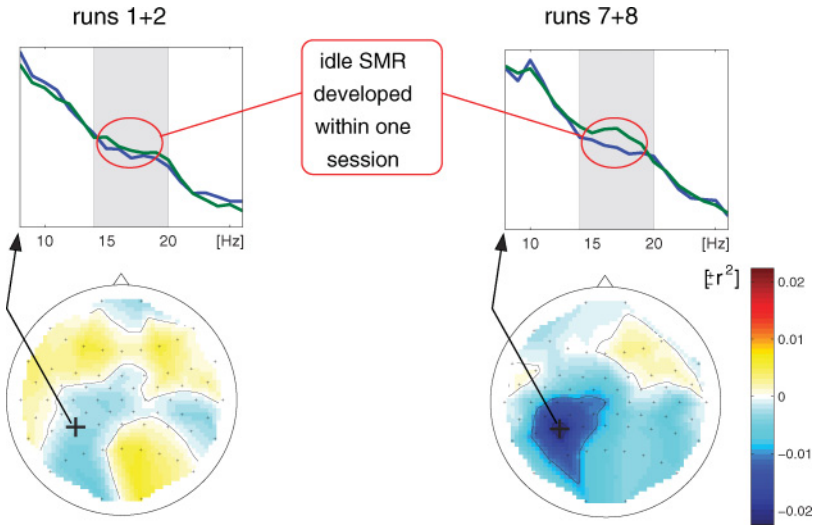 runs 1+2
runs 7+8
idle SMR
developed
within one
session
10 15 20 [Hz]
10 15 20 [Hz]
[±r²]
0.02
0.01
0
−0.01
−0.02